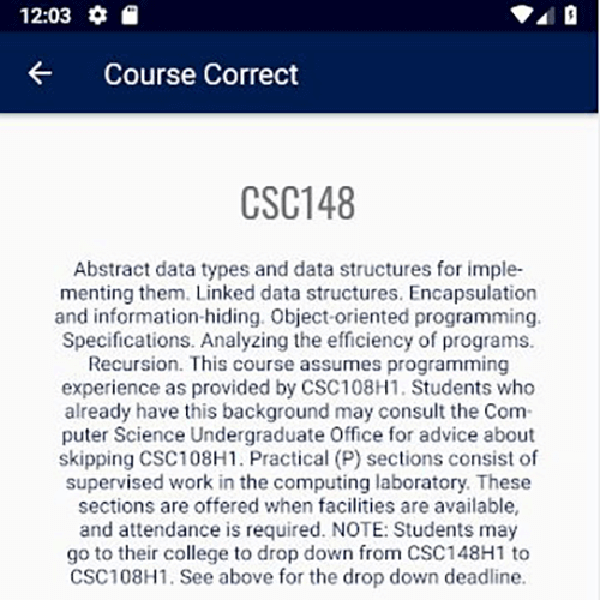 12:03
Course Correct
CSC148
Abstract data types and data structures for imple-
menting them. Linked data structures. Encapsulation
and information-hiding. Object-oriented programming.
Specifications. Analyzing the efficiency of programs.
Recursion. This course assumes programming
experience as provided by CSC108H1. Students who
already have this background may consult the Com-
puter Science Undergraduate Office for advice about
skipping CSC108H1. Practical (P) sections consist of
supervised work in the computing laboratory. These
sections are offered when facilities are available,
and attendance is required. NOTE: Students may
go to their college to drop down from CSC148H1 to
CSC108H1. See above for the drop down deadline.